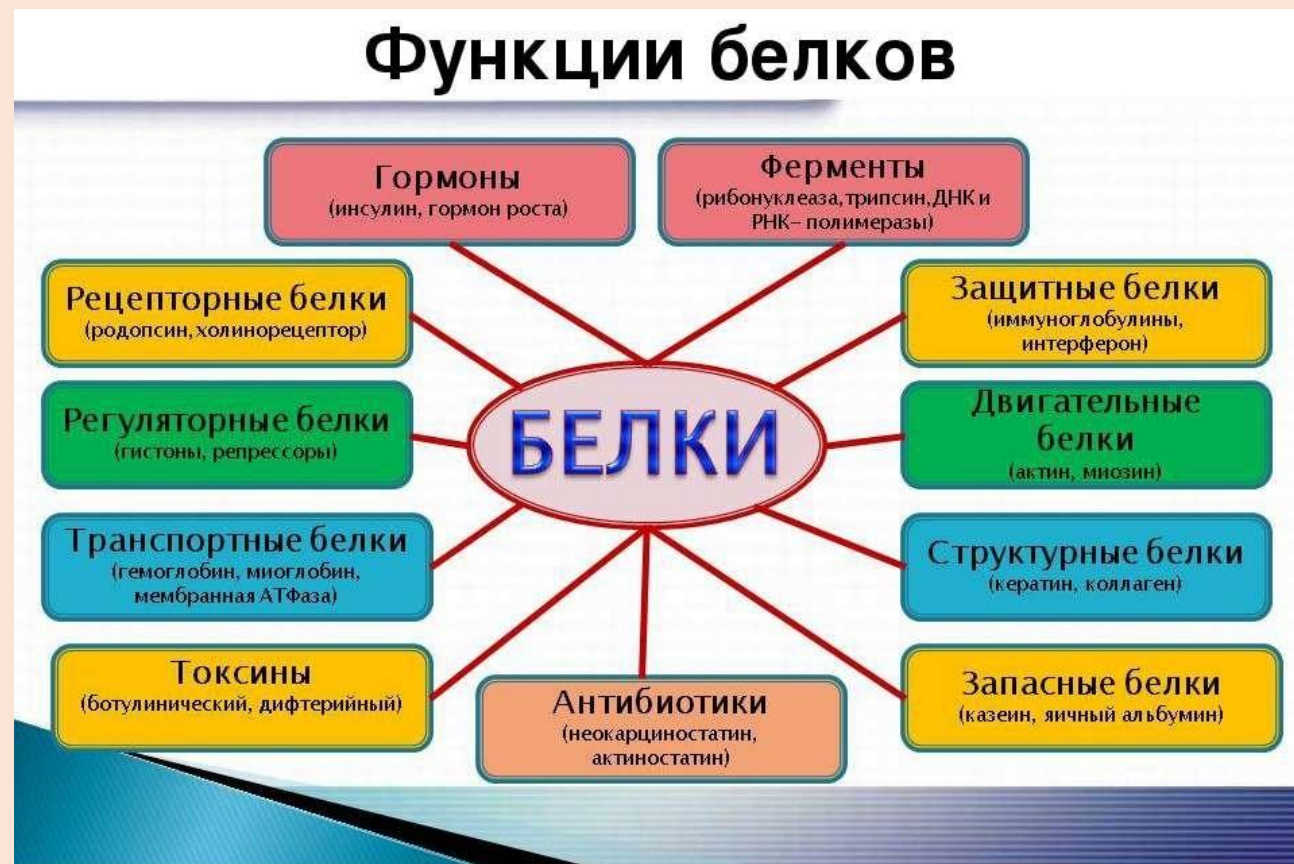 Функции белков
Гормоны
(инсулин, гормон роста)
Ферменты
(рибонуклеаза,трипсин,ДНК и
РНК– полимеразы)
Рецепторные белки
(родопсин,холинорецептор)
Защитные белки
(иммуноглобулины,
интерферон)
Регуляторные белки
(гистоны, репрессоры)
БЕЛКИ
Двигательные
белки
(актин, миозин)
Транспортные белки
(гемоглобин, миоглобин,
мембранная АТФаза)
Структурные белки
(кератин, коллаген)
Токсины
(ботулинический, дифтерийный)
Антибиотики
(неокарциностатин,
актиностатин)
Запасные белки
(казеин, яичный альбумин)